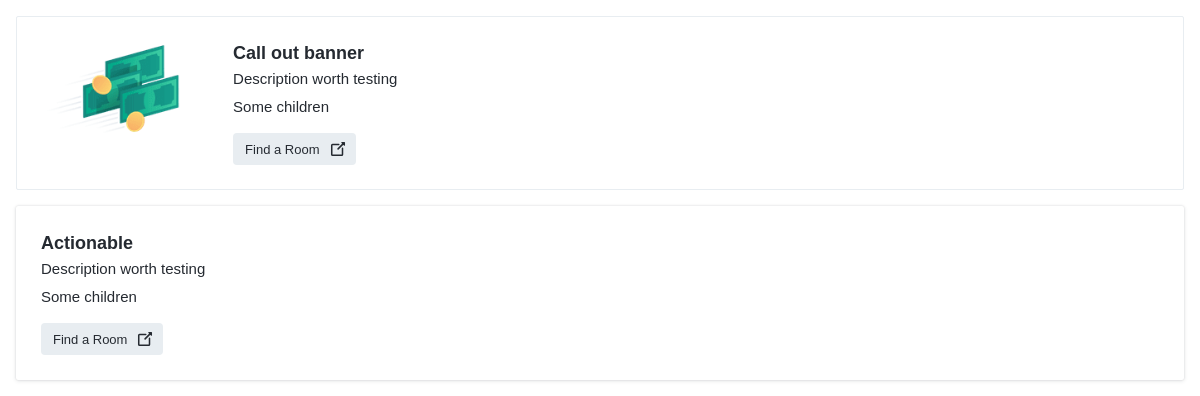 Call out banner
Description worth testing
Some children
Find a Room
Actionable
Description worth testing
Some children
Find a Room